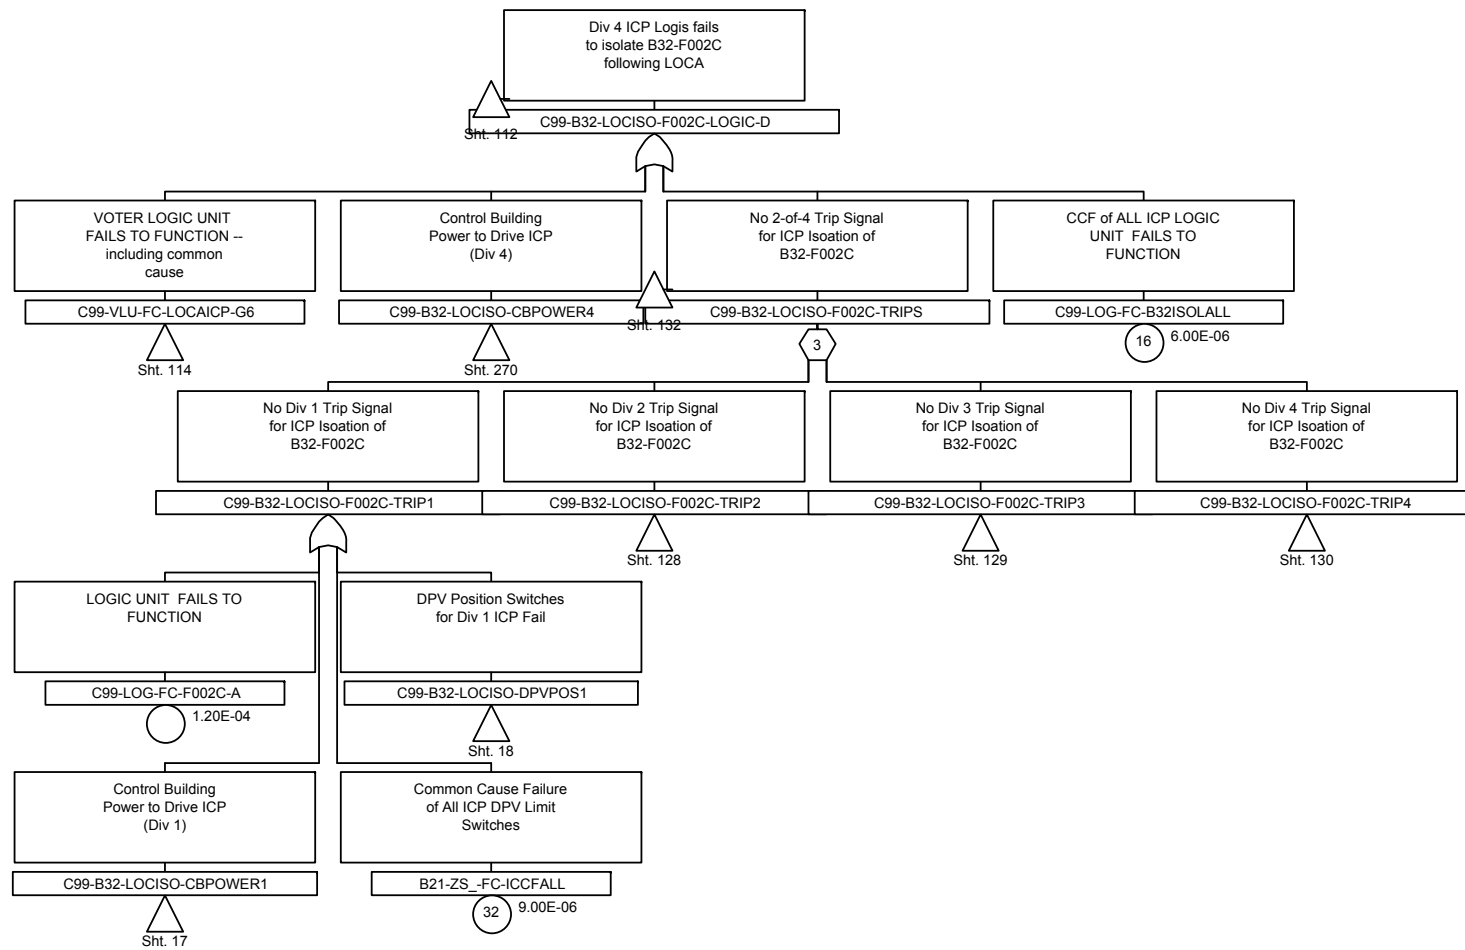 Div 4 ICP Logis fails
to isolate B32-F002C
following LOCA
C99-B32-LOCISO-F002C-LOGIC-D
Sht. 112
VOTER LOGIC UNIT
FAILS TO FUNCTION --
including common
cause
C99-VLU-FC-LOCAICP-G6
Sht. 114
Control Building
Power to Drive ICP
(Div 4)
C99-B32-LOCISO-CBPOWER4
Sht. 270
No 2-of-4 Trip Signal
for ICP Isoation of
B32-F002C
C99-B32-LOCISO-F002C-TRIPS
Sht. 132
3
CCF of ALL ICP LOGIC
UNIT  FAILS TO
FUNCTION
C99-LOG-FC-B32ISOLALL
16
6.00E-06
No Div 1 Trip Signal
for ICP Isoation of
B32-F002C
C99-B32-LOCISO-F002C-TRIP1
No Div 2 Trip Signal
for ICP Isoation of
B32-F002C
C99-B32-LOCISO-F002C-TRIP2
Sht. 128
No Div 3 Trip Signal
for ICP Isoation of
B32-F002C
C99-B32-LOCISO-F002C-TRIP3
Sht. 129
No Div 4 Trip Signal
for ICP Isoation of
B32-F002C
C99-B32-LOCISO-F002C-TRIP4
Sht. 130
LOGIC UNIT  FAILS TO
FUNCTION
C99-LOG-FC-F002C-A
1.20E-04
DPV Position Switches
for Div 1 ICP Fail
C99-B32-LOCISO-DPVPOS1
Sht. 18
Control Building
Power to Drive ICP
(Div 1)
C99-B32-LOCISO-CBPOWER1
Sht. 17
Common Cause Failure
of All ICP DPV Limit
Switches
B21-ZS_-FC-ICCFALL
32
9.00E-06